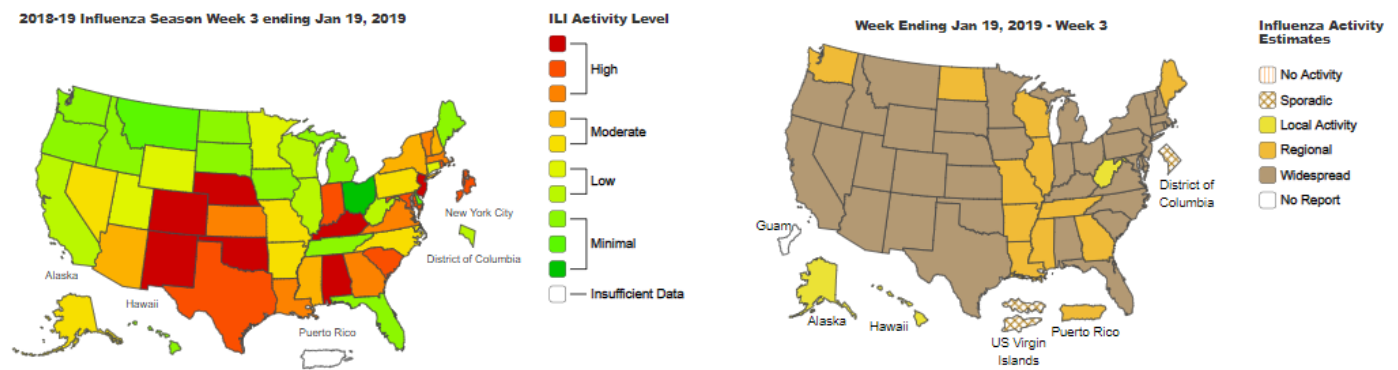 2018-19 Influenza Season Week 3 ending Jan 19, 2019
ILI Activity Level
High
Moderate
Low
Minimal
Insufficient Data
New York City
District of Columbia
Alaska
Hawaii
Puerto Rico
Week Ending Jan 19, 2019 - Week 3
Influenza Activity
Estimates
No Activity
Sporadic
Local Activity
Regional
Widespread
No Report
District of
Columbia
Guam
Alaska
Hawaii
US Virgin
Islands
Puerto Rico